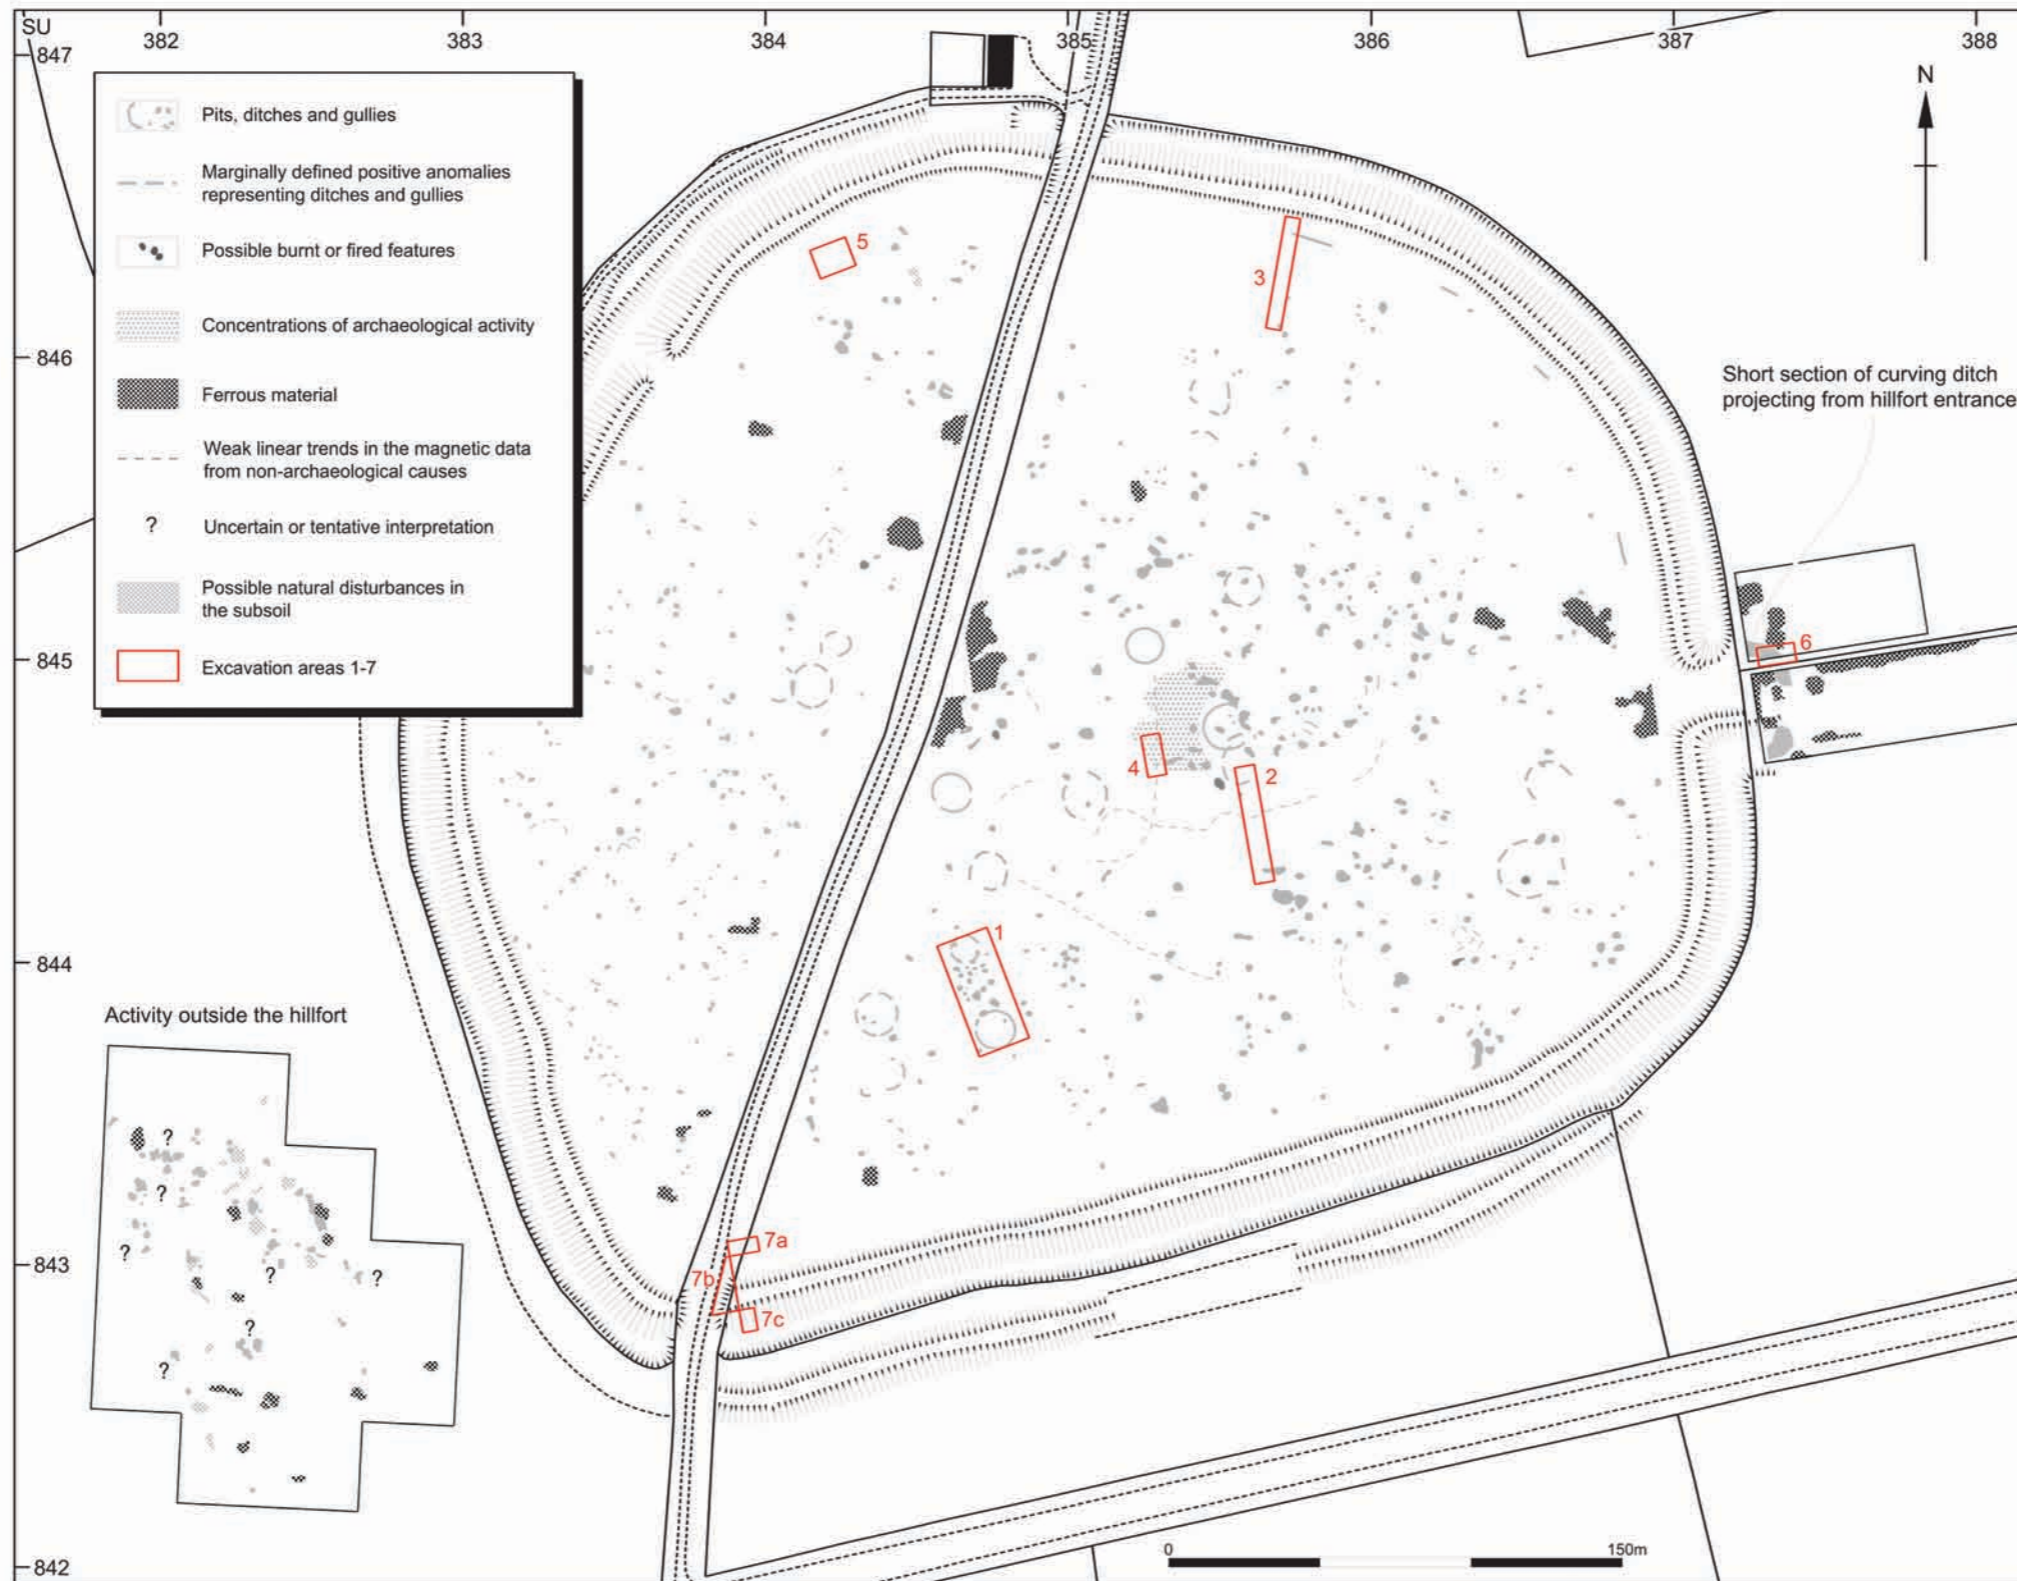 SU
382
383
384
385
386
387
388
847
846
845
844
843
842
N
Pits, ditches and gullies
Marginally defined positive anomalies
representing ditches and gullies
Possible burnt or fired features
Concentrations of archaeological activity
Ferrous material
Weak linear trends in the magnetic data
from non-archaeological causes
?
Uncertain or tentative interpretation
Possible natural disturbances in
the subsoil
Excavation areas 1-7
5
3
Short section of curving ditch
projecting from hillfort entrance
6
4
2
1
Activity outside the hillfort
?
?
?
?
?
?
?
7a
7b
7c
0
150m